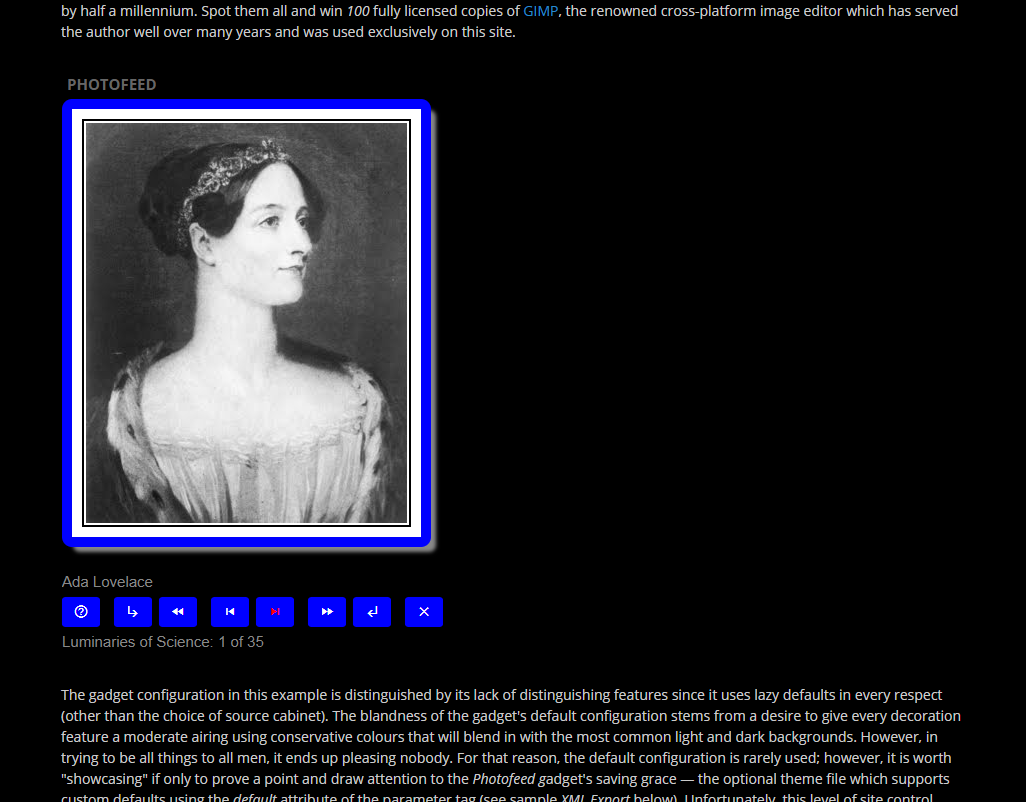 by half a millennium. Spot them all and win 100 fully licensed copies of GIMP, the renowned cross-platform image editor which has served
the author well over many years and was used exclusively on this site.
PHOTOFEED
Ada Lovelace
Luminaries of Science: 1 of 35
The gadget configuration in this example is distinguished by its lack of distinguishing features since it uses lazy defaults in every respect
(other than the choice of source cabinet). The blandness of the gadget's default configuration stems from a desire to give every decoration
feature a moderate airing using conservative colours that will blend in with the most common light and dark backgrounds. However, in
trying to be all things to all men, it ends up pleasing nobody. For that reason, the default configuration is rarely used; however, it is worth
"showcasing" if only to prove a point and draw attention to the Photofeed gadget's saving grace — the optional theme file which supports
custom defaults using the default attribute of the parameter tag (see sample XML Export below). Unfortunately, this level of site control